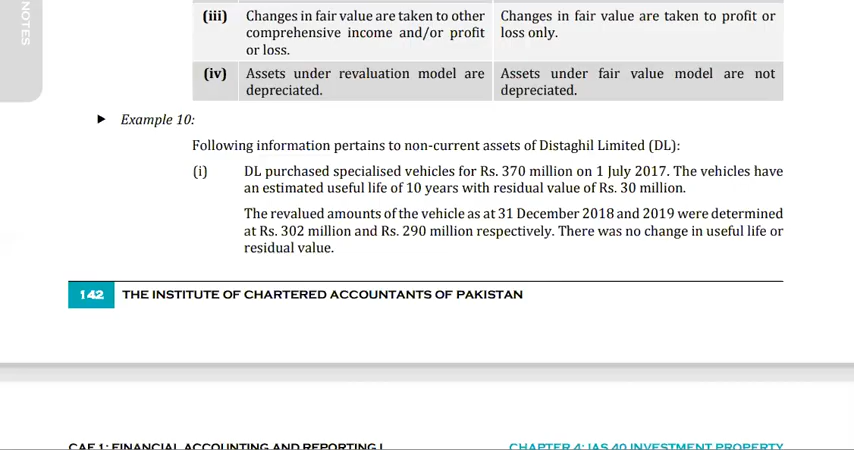 NOTES
(iii) Changes in fair value are taken to other comprehensive income and/or profit or loss.
Changes in fair value are taken to profit or loss only.
(iv) Assets under revaluation model are depreciated.
Assets under fair value model are not depreciated.
► Example 10:
Following information pertains to non-current assets of Distaghil Limited (DL):
(i) DL purchased specialised vehicles for Rs. 370 million on 1 July 2017. The vehicles have
an estimated useful life of 10 years with residual value of Rs. 30 million.
The revalued amounts of the vehicle as at 31 December 2018 and 2019 were determined
at Rs. 302 million and Rs. 290 million respectively. There was no change in useful life or
residual value.
142 THE INSTITUTE OF CHARTERED ACCOUNTANTS OF PAKISTAN
CAF 1: FINANCIAL ACCOUNTING AND REPORTING I CHAPTER 4: IAS 40 INVESTMENT PROPERTY